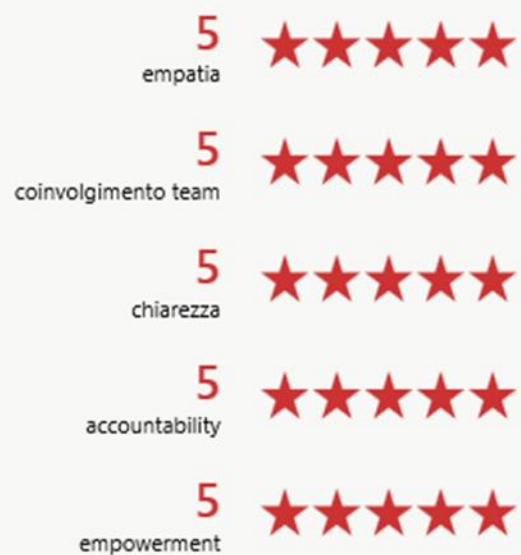 5
empatia
5
coinvolgimento team
5
chiarezza
5
accountability
5
empowerment